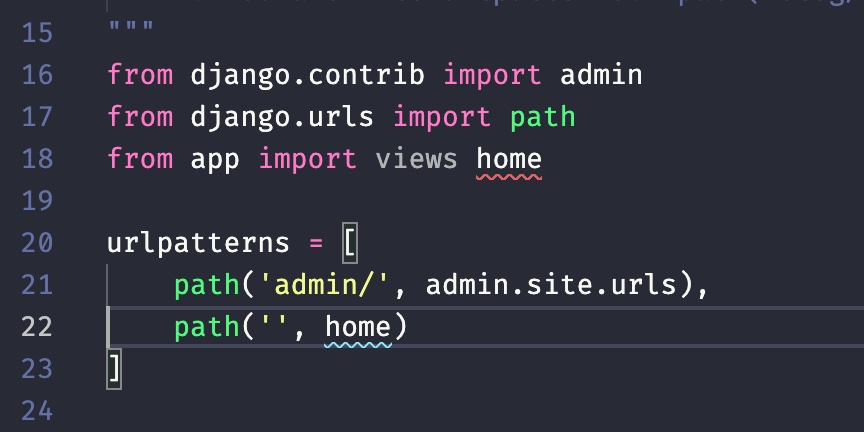 15 """
16 from django.contrib import admin
17 from django.urls import path
18 from app import views home
19
20 urlpatterns = [
21     path('admin/', admin.site.urls),
22     path('', home)
23 ]
24